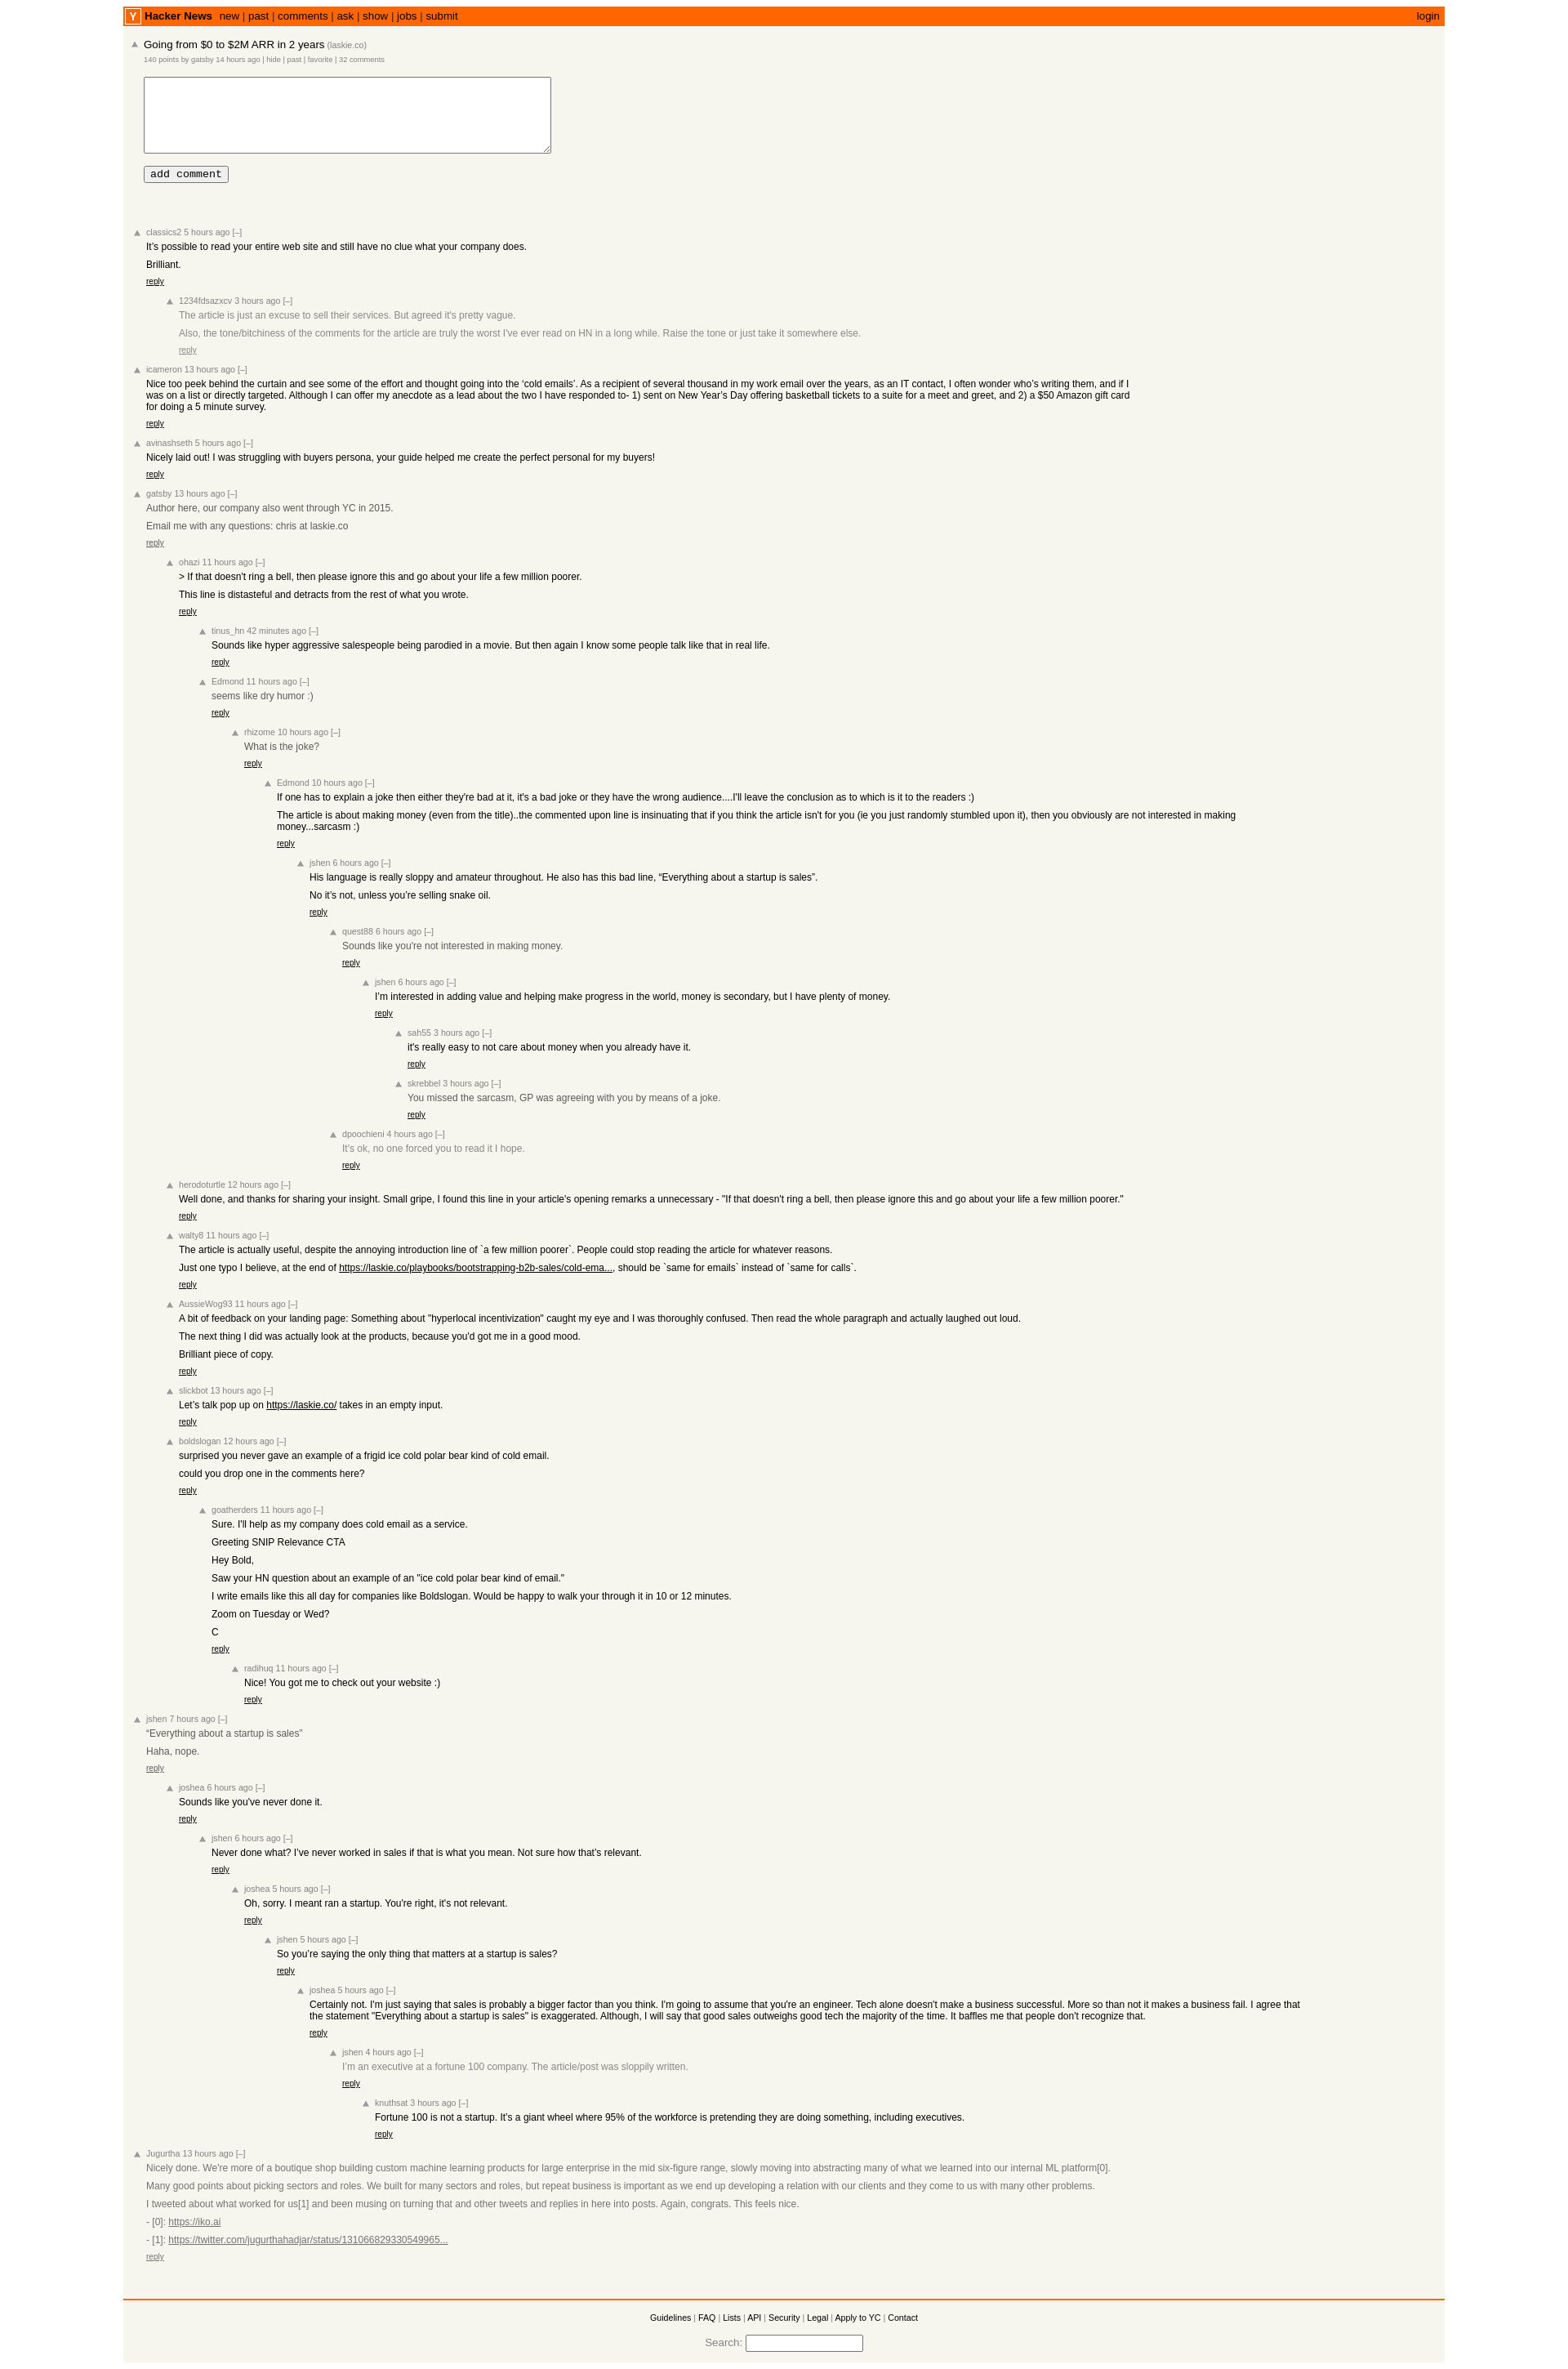 Y Hacker News new | past | comments | ask | show | jobs | submit login
Going from $0 to $2M ARR in 2 years (laskie.co)
140 points by gatsby 14 hours ago | hide | past | favorite | 32 comments
add comment
classics2 5 hours ago [–]
It's possible to read your entire web site and still have no clue what your company does.
Brilliant.
reply
1234fdsazxcv 3 hours ago [–]
The article is just an excuse to sell their services. But agreed it's pretty vague.
Also, the tone/bitchiness of the comments for the article are truly the worst I've ever read on HN in a long while. Raise the tone or just take it somewhere else.
reply
icameron 13 hours ago [–]
Nice too peek behind the curtain and see some of the effort and thought going into the ‘cold emails’. As a recipient of several thousand in my work email over the years, as an IT contact, I often wonder who’s writing them, and if I
was on a list or directly targeted. Although I can offer my anecdote as a lead about the two I have responded to- 1) sent on New Year’s Day offering basketball tickets to a suite for a meet and greet, and 2) a $50 Amazon gift card
for doing a 5 minute survey.
reply
avinashseth 5 hours ago [–]
Nicely laid out! I was struggling with buyers persona, your guide helped me create the perfect personal for my buyers!
reply
gatsby 13 hours ago [–]
Author here, our company also went through YC in 2015.
Email me with any questions: chris at laskie.co
reply
ohazi 11 hours ago [–]
> If that doesn't ring a bell, then please ignore this and go about your life a few million poorer.
This line is distasteful and detracts from the rest of what you wrote.
reply
tinus_hn 42 minutes ago [–]
Sounds like hyper aggressive salespeople being parodied in a movie. But then again I know some people talk like that in real life.
reply
Edmond 11 hours ago [–]
seems like dry humor :)
reply
rhizome 10 hours ago [–]
What is the joke?
reply
Edmond 10 hours ago [–]
If one has to explain a joke then either they're bad at it, it's a bad joke or they have the wrong audience....I'll leave the conclusion as to which is it to the readers :)
The article is about making money (even from the title)..the commented upon line is insinuating that if you think the article isn't for you (ie you just randomly stumbled upon it), then you obviously are not interested in making
money...sarcasm :)
reply
jshen 6 hours ago [–]
His language is really sloppy and amateur throughout. He also has this bad line, “Everything about a startup is sales”.
No it’s not, unless you’re selling snake oil.
reply
quest88 6 hours ago [–]
Sounds like you're not interested in making money.
reply
jshen 6 hours ago [–]
I’m interested in adding value and helping make progress in the world, money is secondary, but I have plenty of money.
reply
sah55 3 hours ago [–]
it's really easy to not care about money when you already have it.
reply
skrebbel 3 hours ago [–]
You missed the sarcasm, GP was agreeing with you by means of a joke.
reply
dpoochieni 4 hours ago [–]
It's ok, no one forced you to read it I hope.
reply
herodoturtle 12 hours ago [–]
Well done, and thanks for sharing your insight. Small gripe, I found this line in your article's opening remarks a unnecessary - "If that doesn't ring a bell, then please ignore this and go about your life a few million poorer."
reply
walty8 11 hours ago [–]
The article is actually useful, despite the annoying introduction line of `a few million poorer`. People could stop reading the article for whatever reasons.
Just one typo I believe, at the end of https://laskie.co/playbooks/bootstrapping-b2b-sales/cold-ema..., should be `same for emails` instead of `same for calls`.
reply
AussieWog93 11 hours ago [–]
A bit of feedback on your landing page: Something about "hyperlocal incentivization" caught my eye and I was thoroughly confused. Then read the whole paragraph and actually laughed out loud.
The next thing I did was actually look at the products, because you'd got me in a good mood.
Brilliant piece of copy.
reply
slickbot 13 hours ago [–]
Let’s talk pop up on https://laskie.co/ takes in an empty input.
reply
boldslogan 12 hours ago [–]
surprised you never gave an example of a frigid ice cold polar bear kind of cold email.
could you drop one in the comments here?
reply
goatherders 11 hours ago [–]
Sure. I'll help as my company does cold email as a service.
Greeting SNIP Relevance CTA
Hey Bold,
Saw your HN question about an example of an "ice cold polar bear kind of email."
I write emails like this all day for companies like Boldslogan. Would be happy to walk your through it in 10 or 12 minutes.
Zoom on Tuesday or Wed?
C
reply
radihuq 11 hours ago [–]
Nice! You got me to check out your website :)
reply
jshen 7 hours ago [–]
“Everything about a startup is sales”
Haha, nope.
reply
joshea 6 hours ago [–]
Sounds like you've never done it.
reply
jshen 6 hours ago [–]
Never done what? I’ve never worked in sales if that is what you mean. Not sure how that’s relevant.
reply
joshea 5 hours ago [–]
Oh, sorry. I meant ran a startup. You're right, it's not relevant.
reply
jshen 5 hours ago [–]
So you’re saying the only thing that matters at a startup is sales?
reply
joshea 5 hours ago [–]
Certainly not. I'm just saying that sales is probably a bigger factor than you think. I'm going to assume that you're an engineer. Tech alone doesn't make a business successful. More so than not it makes a business fail. I agree that
the statement "Everything about a startup is sales" is exaggerated. Although, I will say that good sales outweighs good tech the majority of the time. It baffles me that people don't recognize that.
reply
jshen 4 hours ago [–]
I’m an executive at a fortune 100 company. The article/post was sloppily written.
reply
knuthsat 3 hours ago [–]
Fortune 100 is not a startup. It's a giant wheel where 95% of the workforce is pretending they are doing something, including executives.
reply
Jugurtha 13 hours ago [–]
Nicely done. We're more of a boutique shop building custom machine learning products for large enterprise in the mid six-figure range, slowly moving into abstracting many of what we learned into our internal ML platform[0].
Many good points about picking sectors and roles. We built for many sectors and roles, but repeat business is important as we end up developing a relation with our clients and they come to us with many other problems.
I tweeted about what worked for us[1] and been musing on turning that and other tweets and replies in here into posts. Again, congrats. This feels nice.
- [0]: https://iko.ai
- [1]: https://twitter.com/jugurthahadjar/status/131066829330549965...
reply
Guidelines | FAQ | Lists | API | Security | Legal | Apply to YC | Contact
Search: